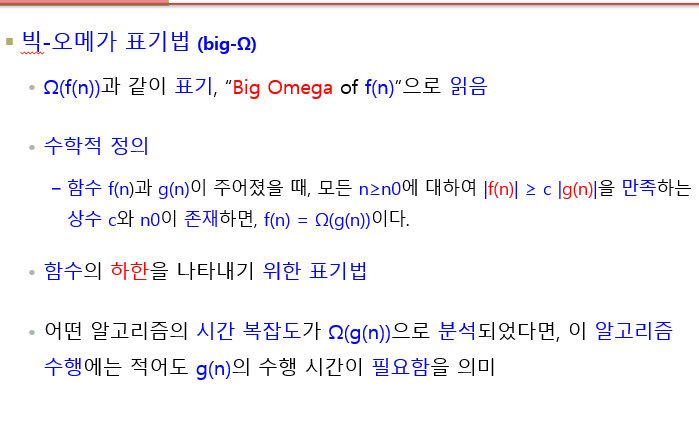 빅-오메가 표기법 (big-Ω)
Ω(f(n))과 같이 표기, “Big Omega of f(n)”으로 읽음
수학적 정의
– 함수 f(n)과 g(n)이 주어졌을 때, 모든 n≥n0에 대하여 |f(n)| ≥ c |g(n)|을 만족하는
상수 c와 n0이 존재하면, f(n) = Ω(g(n))이다.
함수의 하한을 나타내기 위한 표기법
어떤 알고리즘의 시간 복잡도가 Ω(g(n))으로 분석되었다면, 이 알고리즘
수행에는 적어도 g(n)의 수행 시간이 필요함을 의미